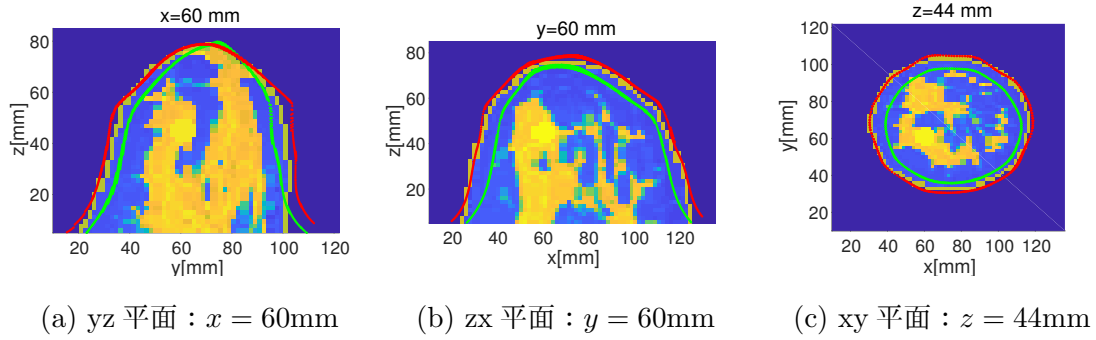 x=60 mm
z[mm]
80
60
40
20
20 40 60 80 100 120
y[mm]
(a) yz 平面：x = 60mm
y=60 mm
z[mm]
80
60
40
20
20 40 60 80 100 120
x[mm]
(b) zx 平面：y = 60mm
z=44 mm
y[mm]
120
100
80
60
40
20
20 40 60 80 100 120
x[mm]
(c) xy 平面：z = 44mm